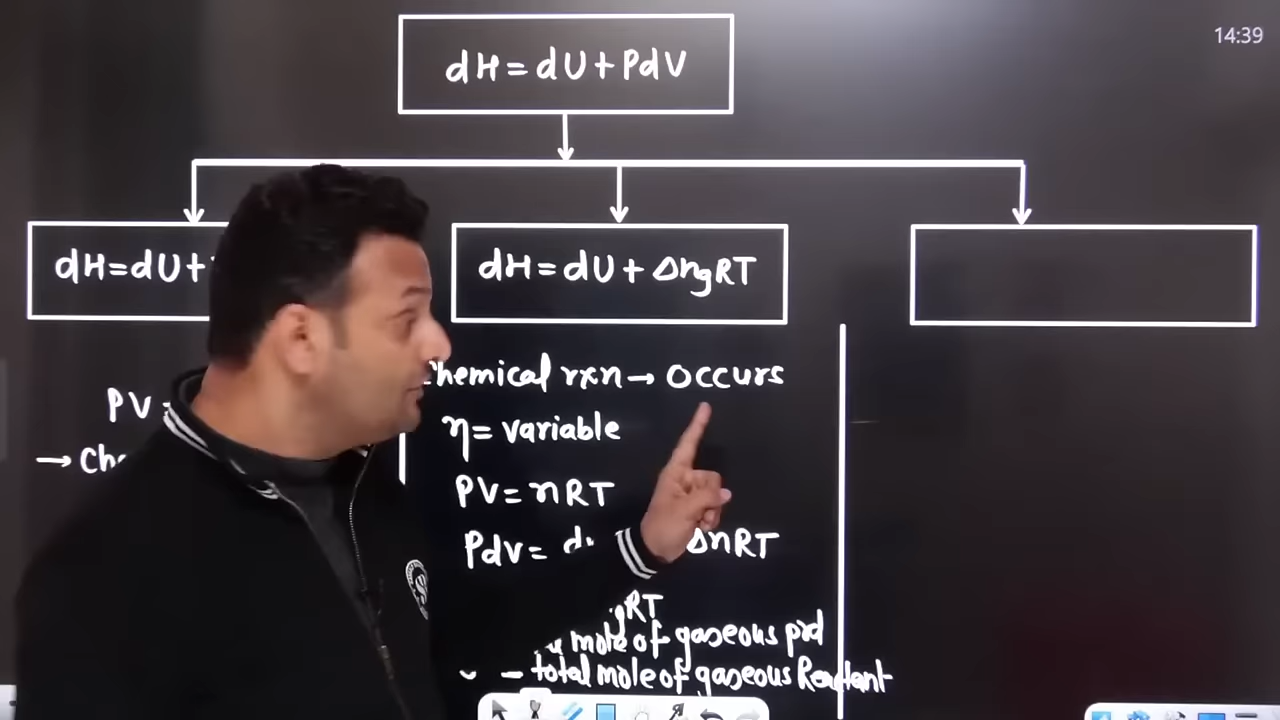 14:39
dH=dU+PdV
dH=dU+
dH=dU+ΔngRT
Chemical rxn→Occurs
η=variable
PV=nRT
PdV= ΔnRT
gRT
mole of gaseous prd
- total mole of gaseous Reactant
PV
→